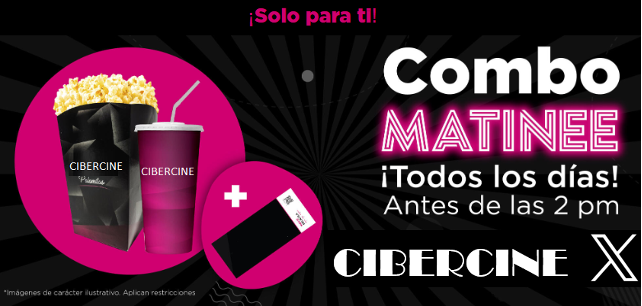 ¡Solo para ti!
Combo
MATINEE
¡Todos los días!
Antes de las 2 pm
CIBERCINE
CIBERCINE
+
CIBERCINE X
*Imágenes de carácter ilustrativo. Aplican restricciones